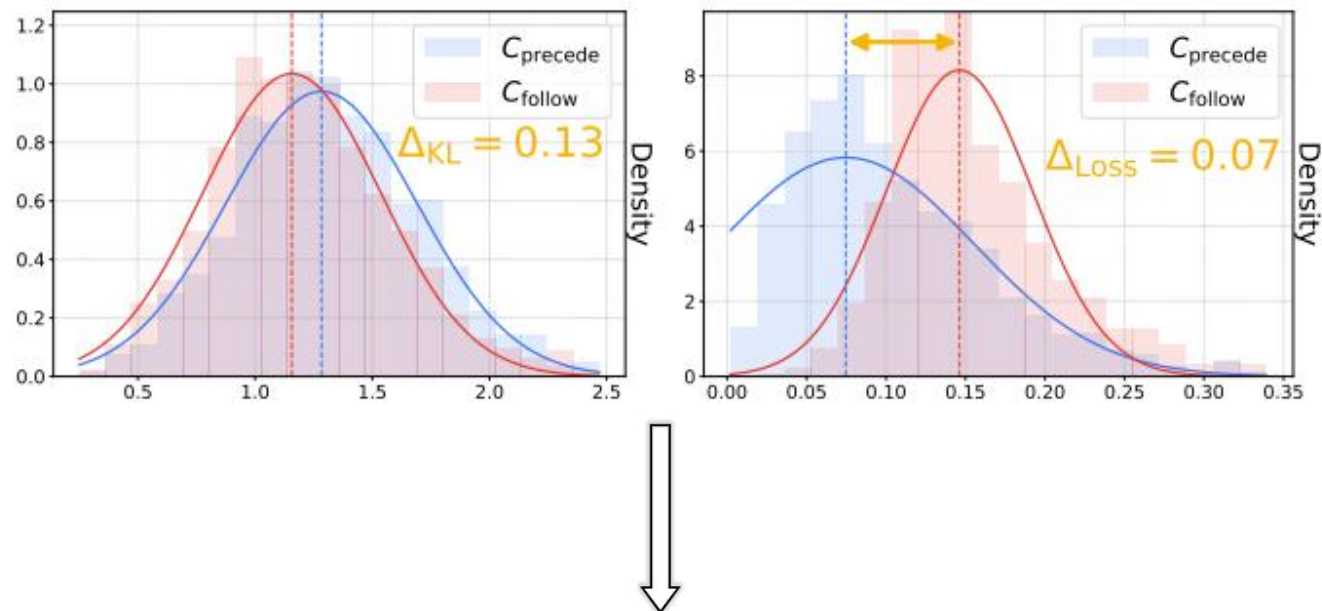 1.2
1.0
0.8
0.6
0.4
0.2
0.0
0.5 1.0 1.5 2.0 2.5
C_precede
C_follow
Δ_KL = 0.13
Density
8
6
4
2
0
0.00 0.05 0.10 0.15 0.20 0.25 0.30 0.35
C_precede
C_follow
Δ_Loss = 0.07
Density